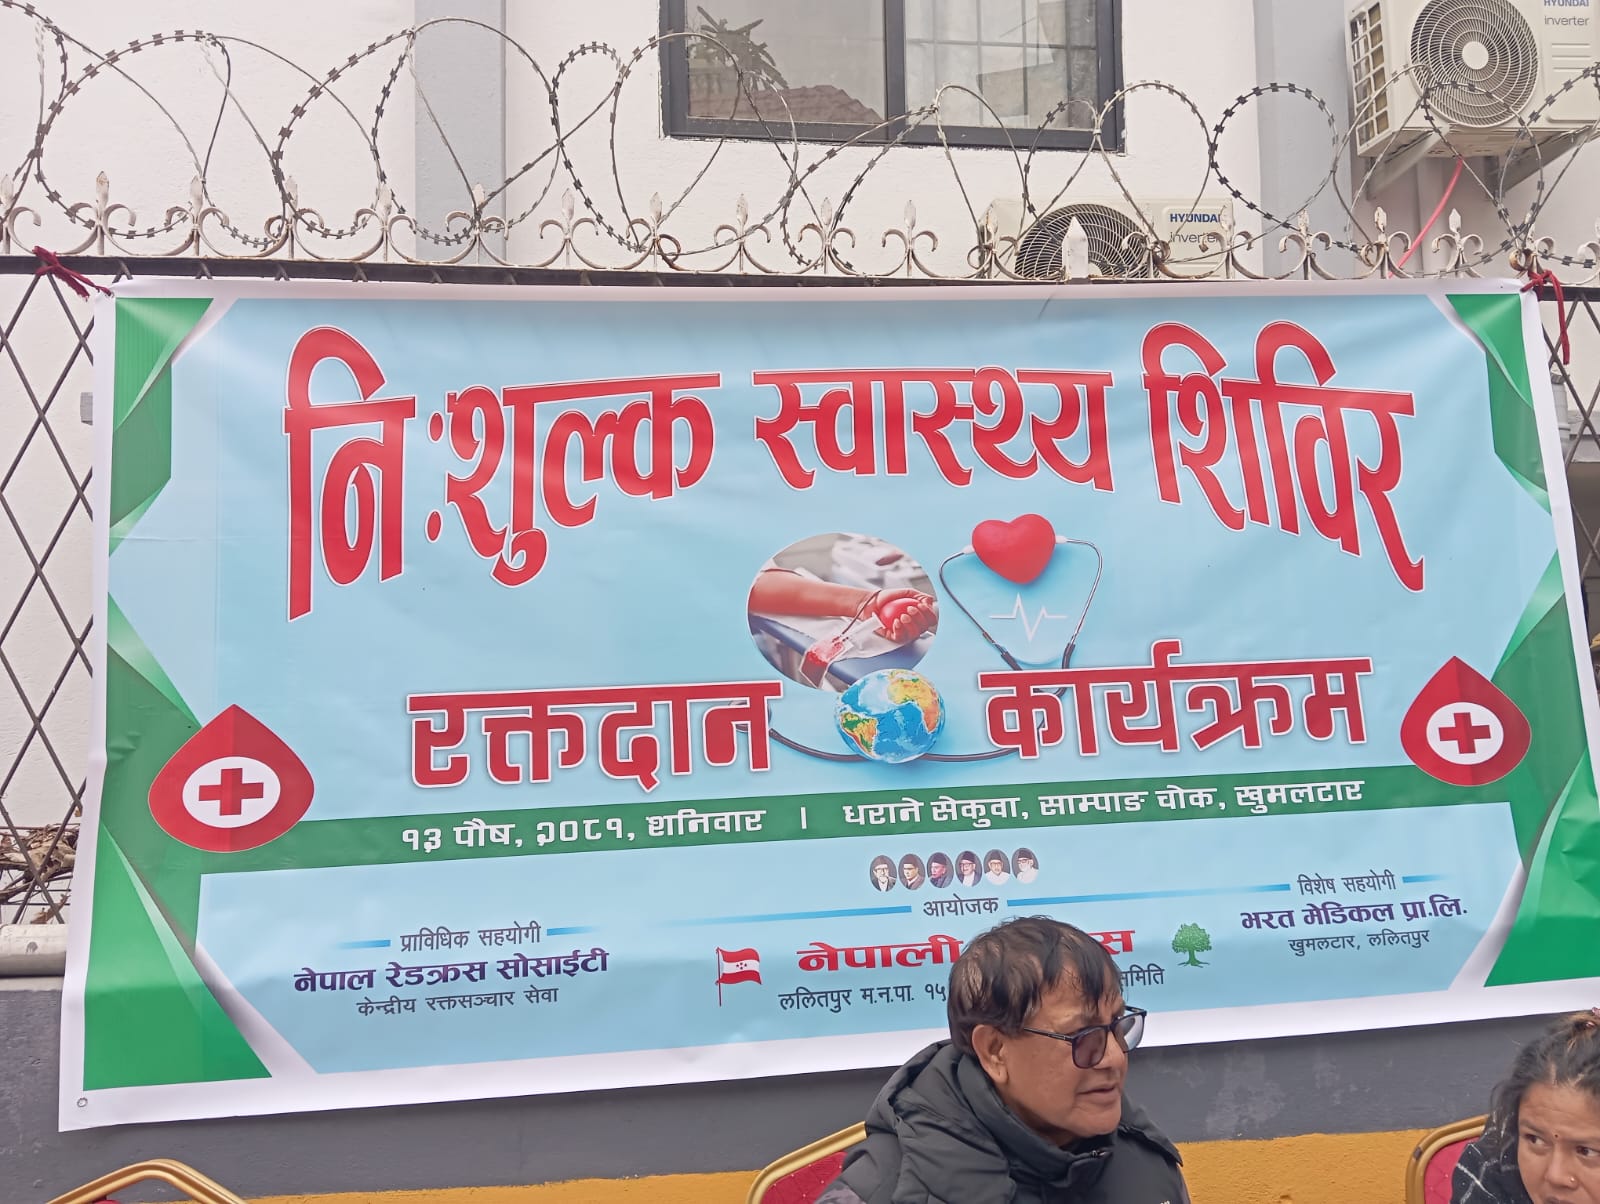 HYUNDAI
inverter
HYUNDAI
inverter
निःशुल्क स्वास्थ्य शिविर
रक्तदान कार्यक्रम
१३ पौष, २०८१, शनिवार | धराने सेकुवा, साम्पाङ चोक, खुमलटार
प्राविधिक सहयोगी
नेपाल रेडक्रस सोसाईटी
केन्द्रीय रक्तसञ्चार सेवा
आयोजक
नेपाली
ललितपुर म.न.पा. १५
विशेष सहयोगी
भरत मेडिकल प्रा.लि.
खुमलटार, ललितपुर